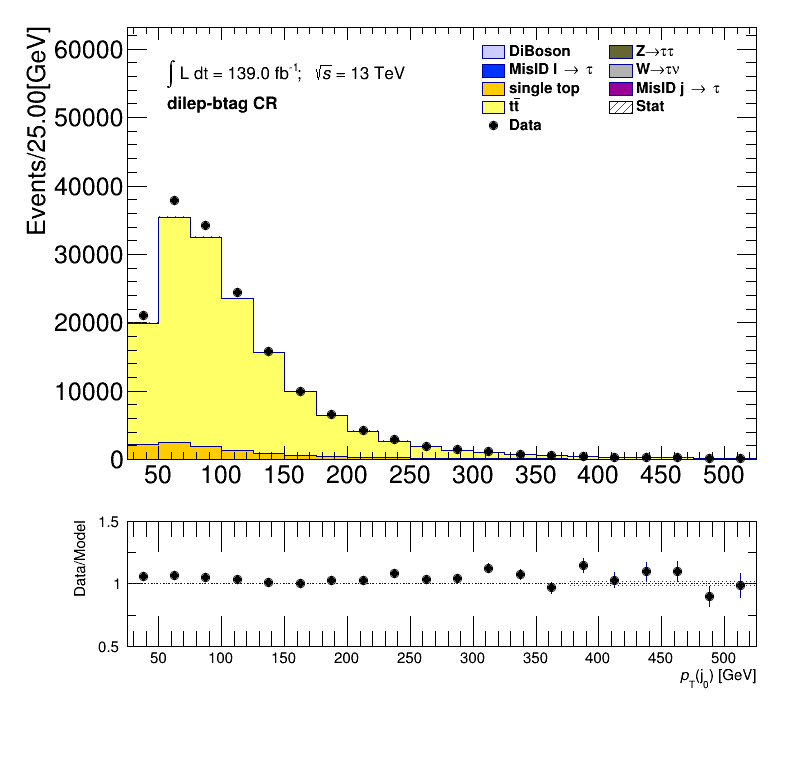 Events/25.00[GeV]
60000
50000
40000
30000
20000
10000
0
∫ L dt = 139.0 fb⁻¹; √s = 13 TeV
dilep-btag CR
DiBoson
MisID l → τ
single top
tt̄
Data
Z→ττ
W→τν
MisID j → τ
Stat
50 100 150 200 250 300 350 400 450 500
Data/Model
1.5
1
0.5
50 100 150 200 250 300 350 400 450 500
p_T(j_0) [GeV]